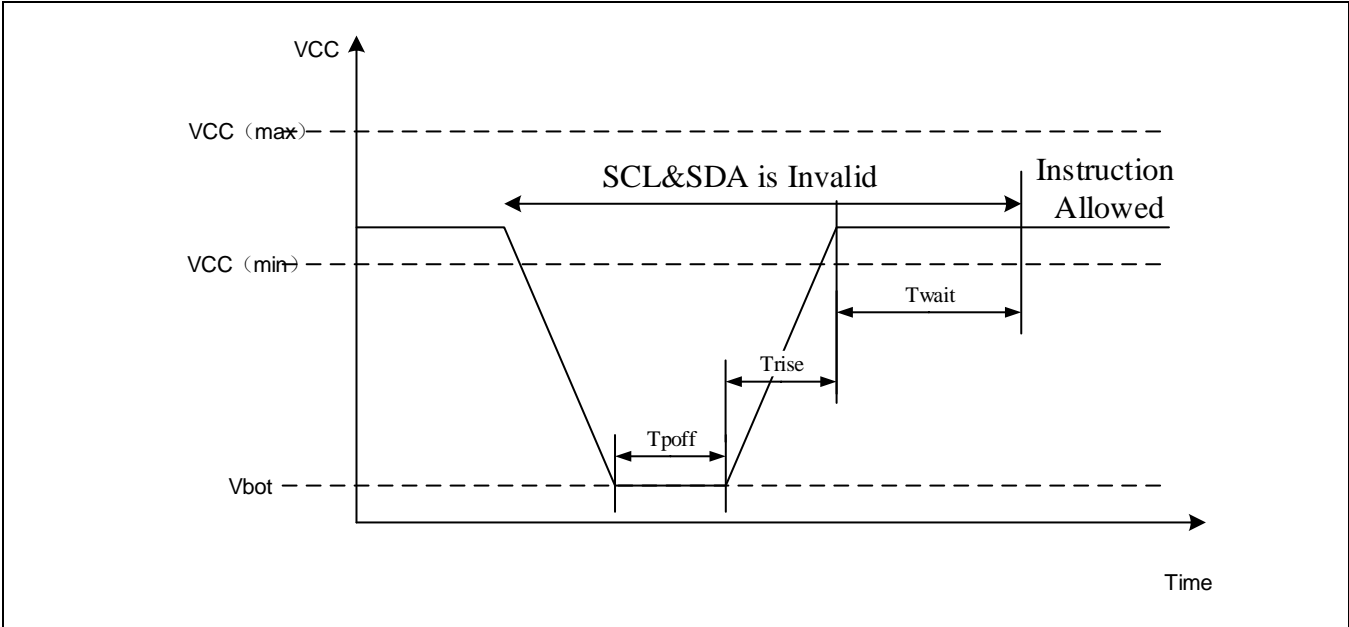 VCC
VCC（max）
SCL&SDA is Invalid
Instruction
Allowed
VCC（min）
Twait
Trise
Tpoff
Vbot
Time